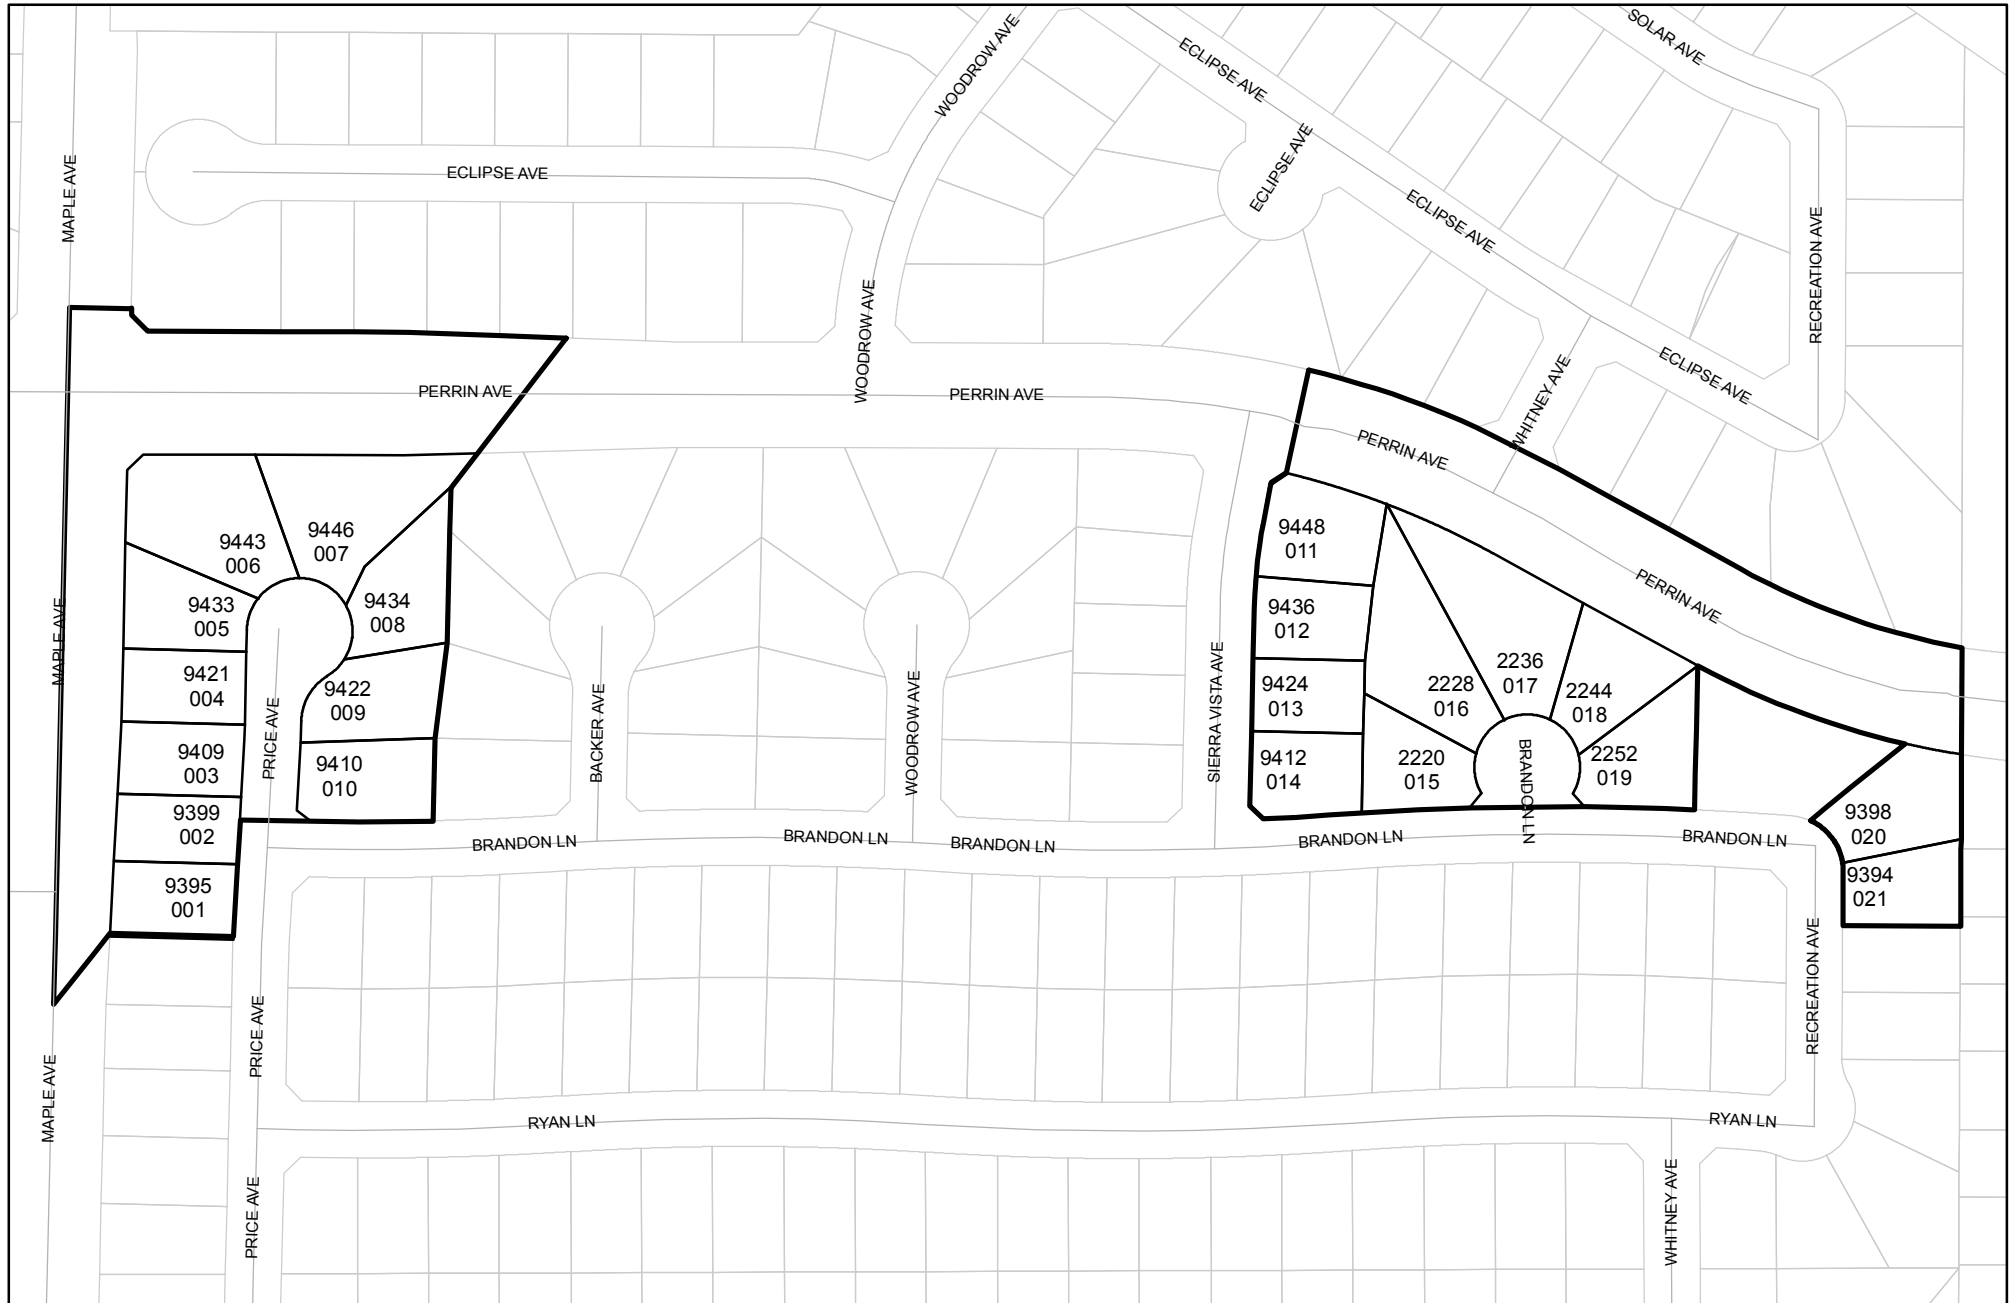 SOLAR AVE
WOODROW AVE
ECLIPSE AVE
ECLIPSE AVE
ECLIPSE AVE
MAPLE AVE
ECLIPSE AVE
RECREATION AVE
WOODROW AVE
ECLIPSE AVE
WHITNEY AVE
PERRIN AVE
PERRIN AVE
PERRIN AVE
PERRIN AVE
MAPLE AVE
9443
006
9446
007
9433
005
9434
008
9421
004
9422
009
9409
003
9410
010
9399
002
9395
001
PRICE AVE
BACKER AVE
WOODROW AVE
SIERRA VISTA AVE
9448
011
9436
012
9424
013
9412
014
2228
016
2236
017
2244
018
2220
015
2252
019
BRANDON LN
9398
020
9394
021
BRANDON LN
BRANDON LN
BRANDON LN
BRANDON LN
BRANDON LN
RECREATION AVE
PRICE AVE
MAPLE AVE
RYAN LN
RYAN LN
PRICE AVE
WHITNEY AVE